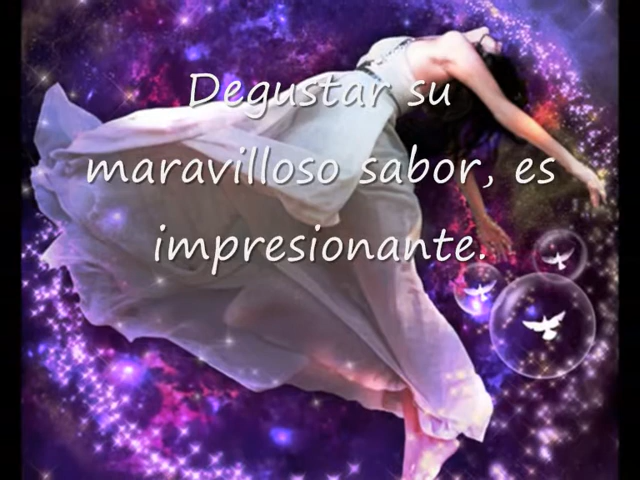 Degustar su
maravilloso sabor, es
impresionante.